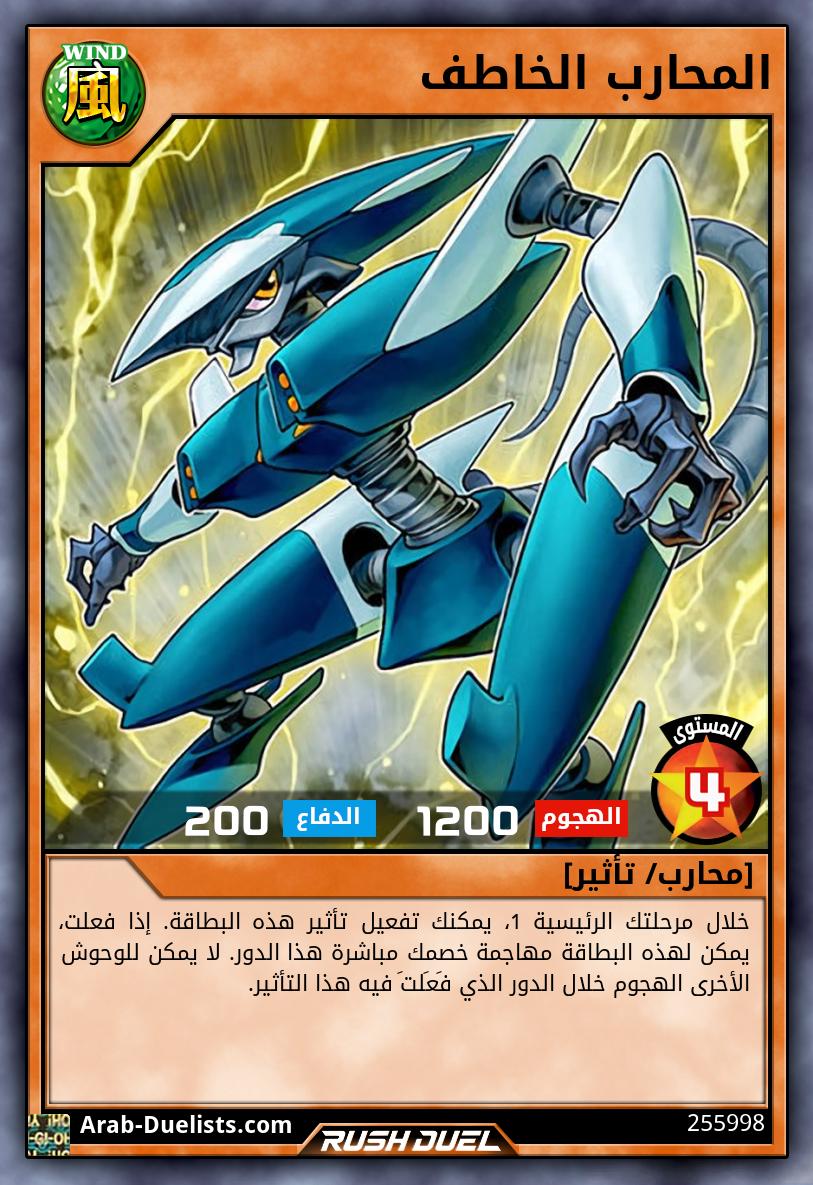 WIND
風
المحارب الخاطف
المستوى
4
الهجوم 1200 الدفاع 200
[محارب/ تأثير]
خلال مرحلتك الرئيسية 1، يمكنك تفعيل تأثير هذه البطاقة. إذا فعلت،
يمكن لهذه البطاقة مهاجمة خصمك مباشرة هذا الدور. لا يمكن للوحوش
الأخرى الهجوم خلال الدور الذي فعَلَتَ فيه هذا التأثير.
Arab-Duelists.com
255998
RUSH DUEL